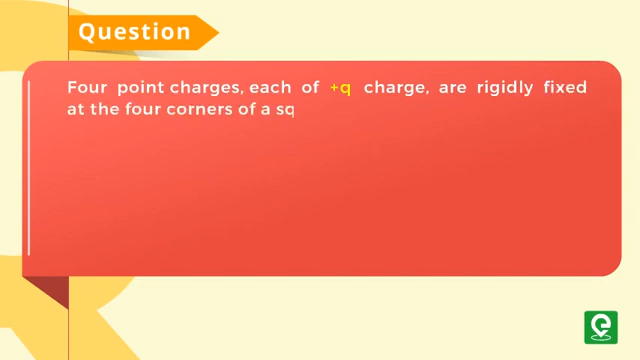 Question
Four point charges, each of +q charge, are rigidly fixed
at the four corners of a sq